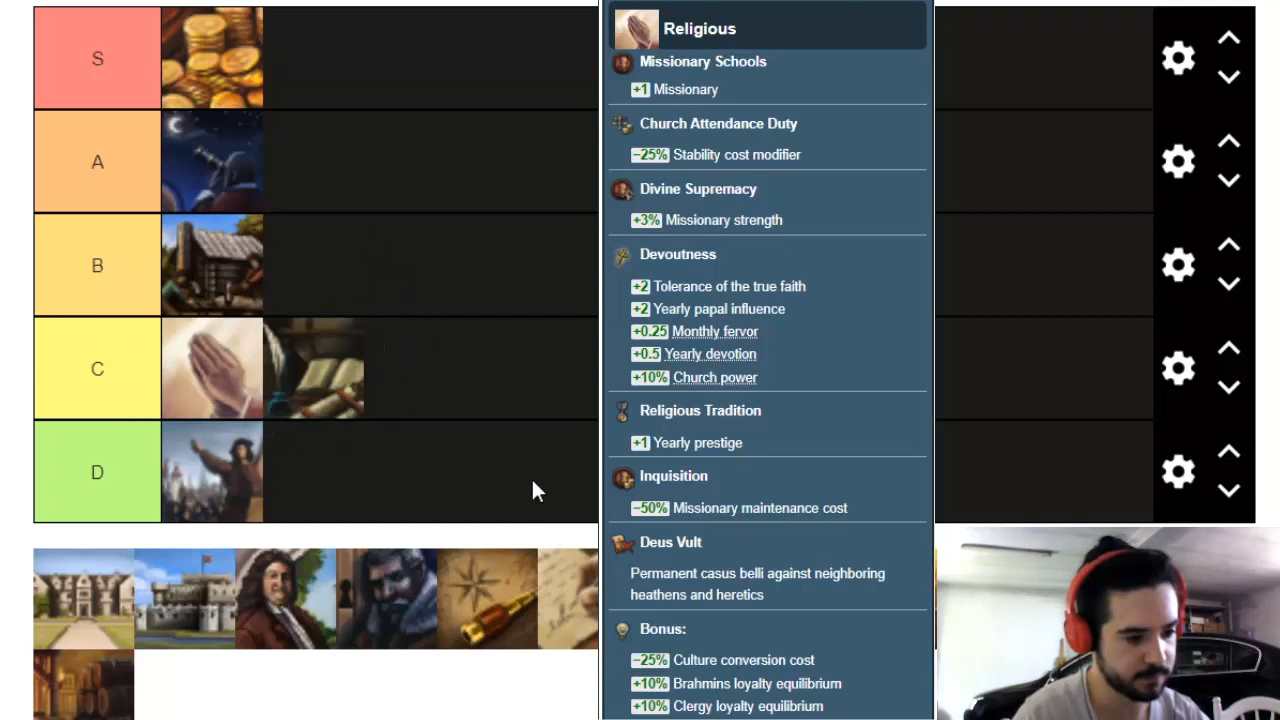 S
A
B
C
D
Religious
Missionary Schools
+1 Missionary
Church Attendance Duty
−25% Stability cost modifier
Divine Supremacy
+3% Missionary strength
Devoutness
+2 Tolerance of the true faith
+2 Yearly papal influence
+0.25 Monthly fervor
+0.5 Yearly devotion
+10% Church power
Religious Tradition
+1 Yearly prestige
Inquisition
−50% Missionary maintenance cost
Deus Vult
Permanent casus belli against neighboring
heathens and heretics
Bonus:
−25% Culture conversion cost
+10% Brahmins loyalty equilibrium
+10% Clergy loyalty equilibrium